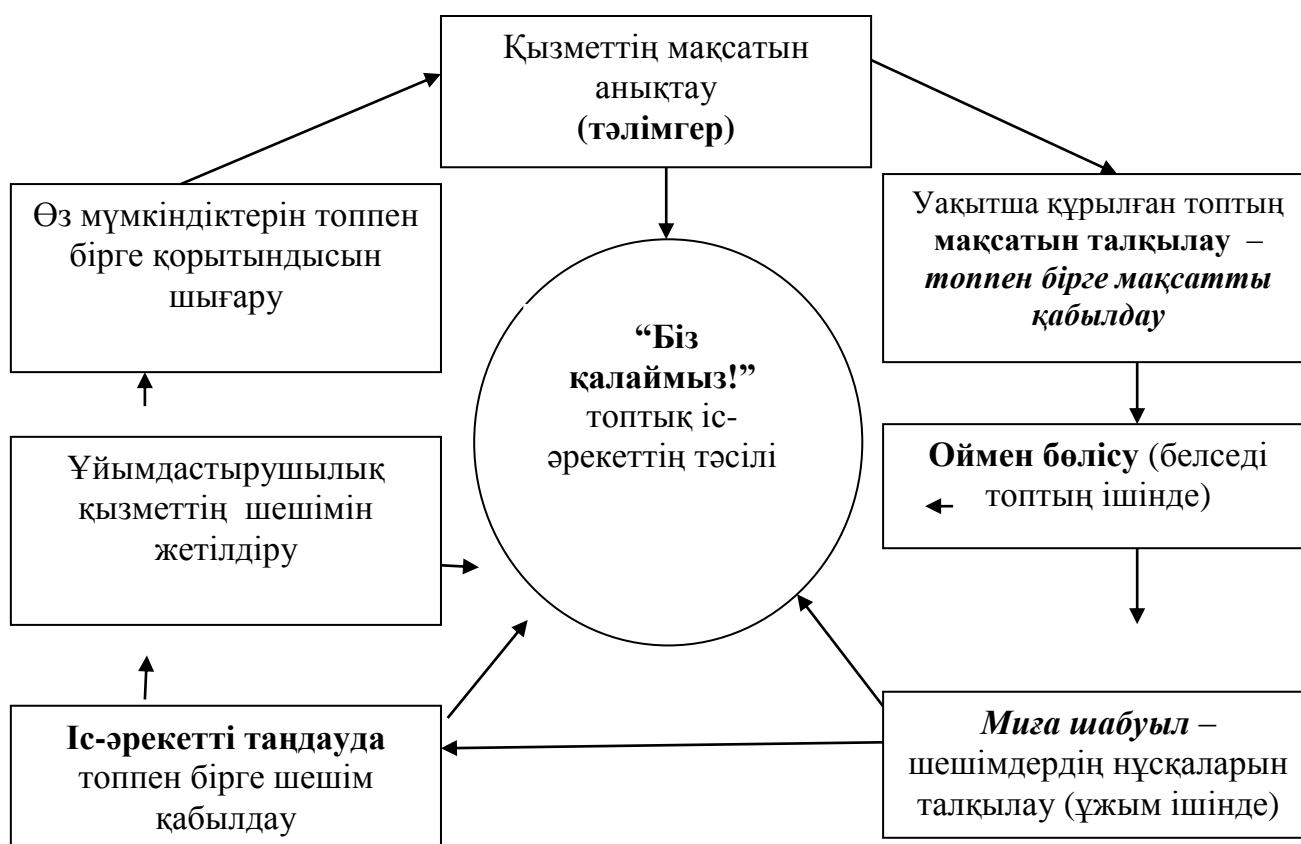 Қызметтің мақсатын
анықтау
(тәлімгер)
Өз мүмкіндіктерін топпен
бірге қорытындысын
шығару
Уақытша құрылған топтың
мақсатын талқылау –
топпен бірге мақсатты
қабылдау
“Біз
қалаймыз!”
топтық іс-
әрекеттің тәсілі
Ұйымдастырушылық
қызметтің шешімін
жетілдіру
Оймен бөлісу (белседі
топтың ішінде)
Іс-әрекетті таңдауда
топпен бірге шешім
қабылдау
Миға шабуыл –
шешімдердің нұсқаларын
талқылау (ұжым ішінде)